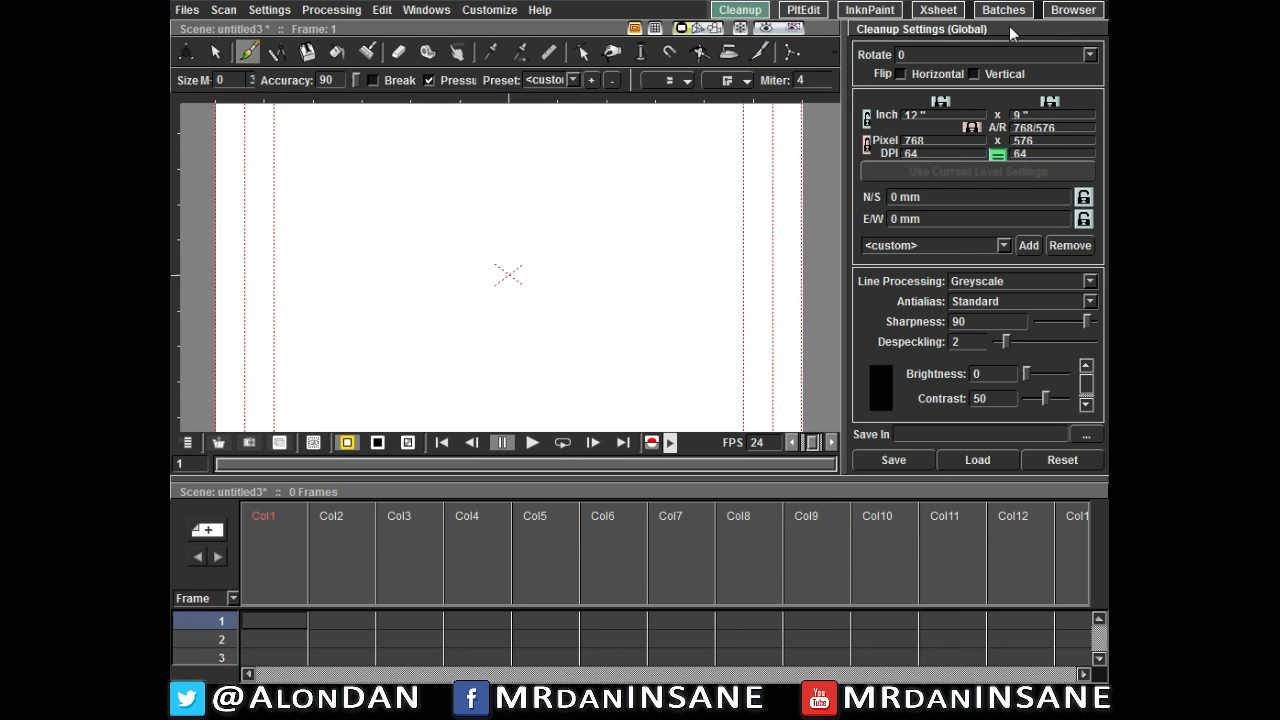 Files Scan Settings Processing Edit Windows Customize Help Cleanup PltEdit InknPaint Xsheet Batches Browser
Scene: untitled3* :: Frame: 1
Cleanup Settings (Global)
Rotate 0
Flip Horizontal Vertical
Size M- 0 Accuracy: 90 Break Pressu Preset: <custo + - Miter: 4
Inch 12 " x 9 "
A/R 768/576
Pixel 768 x 576
DPI 64 64
Use Current Level Settings
N/S 0 mm
E/W 0 mm
<custom> Add Remove
Line Processing: Greyscale
Antialias: Standard
Sharpness: 90
Despeckling: 2
Brightness: 0
Contrast: 50
Save In ...
FPS 24
1
Save Load Reset
Scene: untitled3* :: 0 Frames
Col1 Col2 Col3 Col4 Col5 Col6 Col7 Col8 Col9 Col10 Col11 Col12 Col1
Frame
1
2
3
@AlonDAN MRdanINSANE You Tube MRdanINSANE